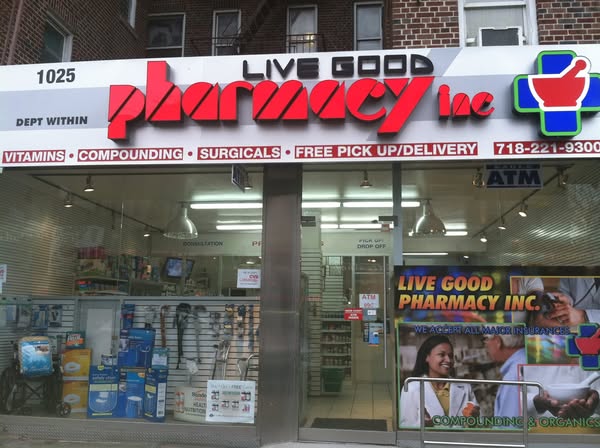 1025
LIVE GOOD
pharmacy inc
DEPT WITHIN
VITAMINS • COMPOUNDING • SURGICALS • FREE PICK UP/DELIVERY 718-221-9300
ATM
CONSULTATION
PICK UP/
DROP OFF
ATM
LIVE GOOD
PHARMACY INC.
WE ACCEPT ALL MAJOR INSURANCES
COMPOUNDING & ORGANICS